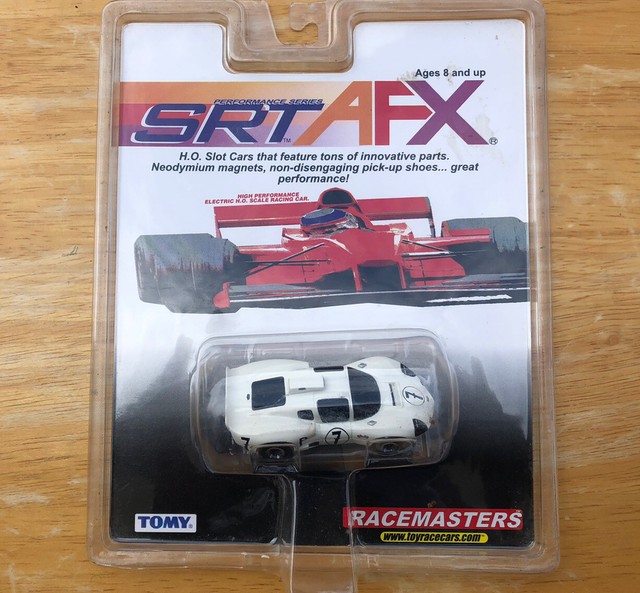 Ages 8 and up
PERFORMANCE SERIES
SRT™ AFX®
H.O. Slot Cars that feature tons of innovative parts.
Neodymium magnets, non-disengaging pick-up shoes... great
performance!
HIGH PERFORMANCE
ELECTRIC H.O. SCALE RACING CAR.
7
7
7
TOMY
RACEMASTERS
www.toyracecars.com